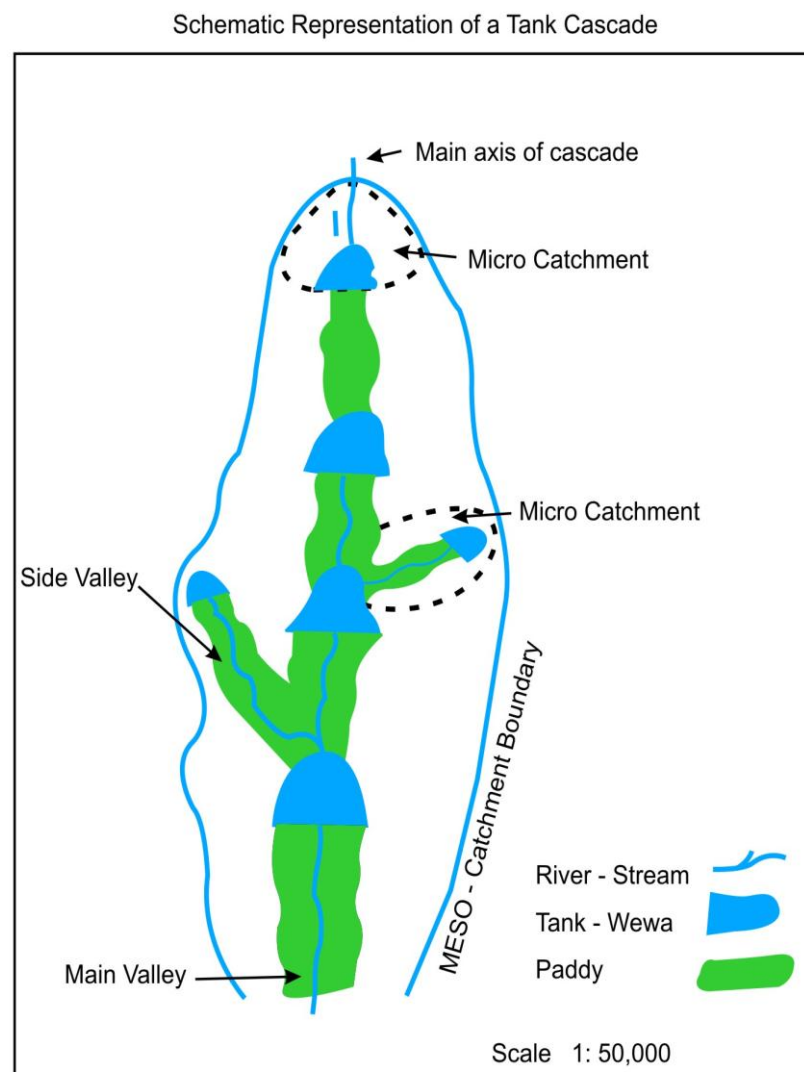 Schematic Representation of a Tank Cascade
Main axis of cascade
Micro Catchment
Micro Catchment
Side Valley
MESO - Catchment Boundary
River - Stream
Tank - Wewa
Paddy
Main Valley
Scale 1: 50,000